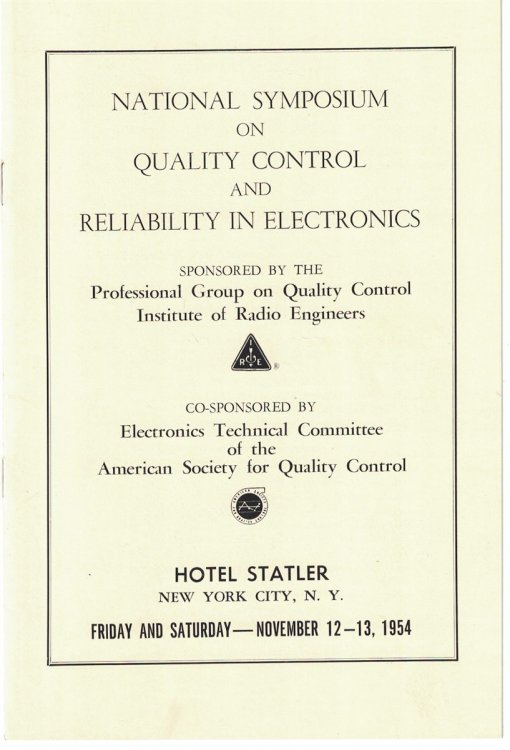 NATIONAL SYMPOSIUM
ON
QUALITY CONTROL
AND
RELIABILITY IN ELECTRONICS
SPONSORED BY THE
Professional Group on Quality Control
Institute of Radio Engineers
I
R E ®
CO-SPONSORED BY
Electronics Technical Committee
of the
American Society for Quality Control
HOTEL STATLER
NEW YORK CITY, N. Y.
FRIDAY AND SATURDAY—NOVEMBER 12–13, 1954